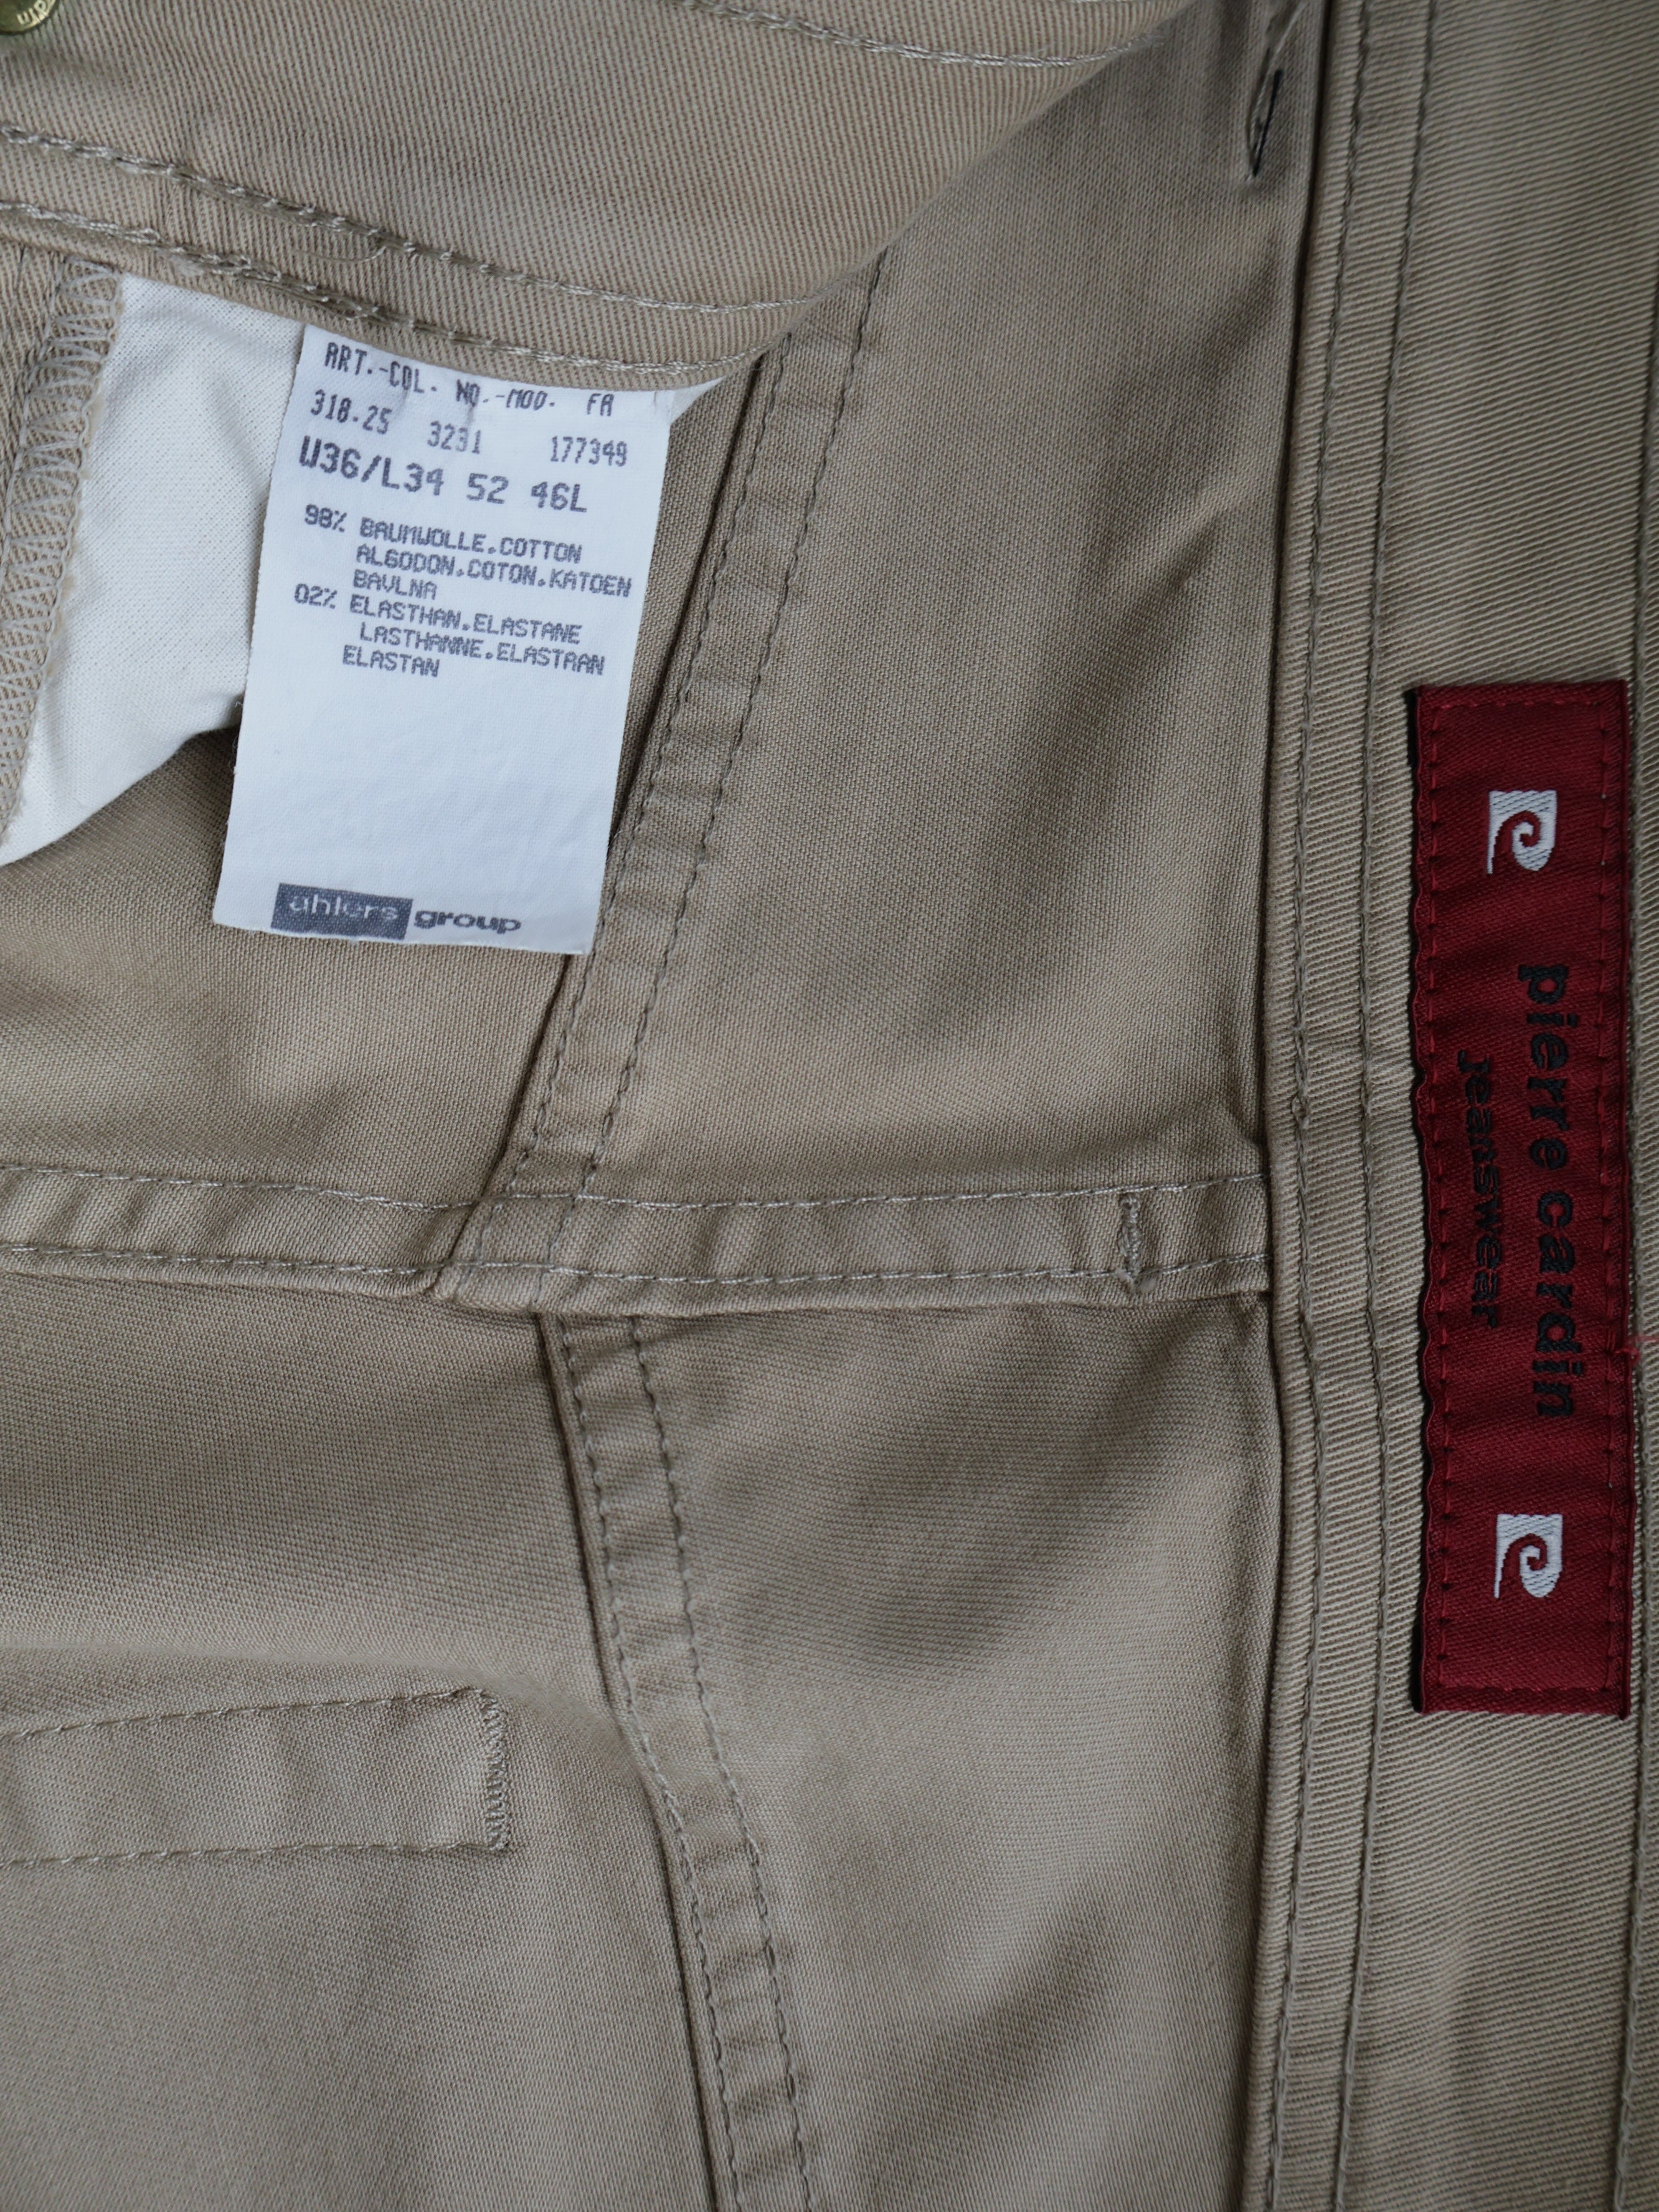 ART.-COL. NO.-MOD. FA
318.25 3231 177349
W36/L34 52 46L
98% BAUMWOLLE.COTTON
ALGODON.COTON.KATOEN
BAVLNA
02% ELASTHAN.ELASTANE
LASTHANNE.ELASTAAN
ELASTAN
ahlers group
pierre cardin
jeanswear